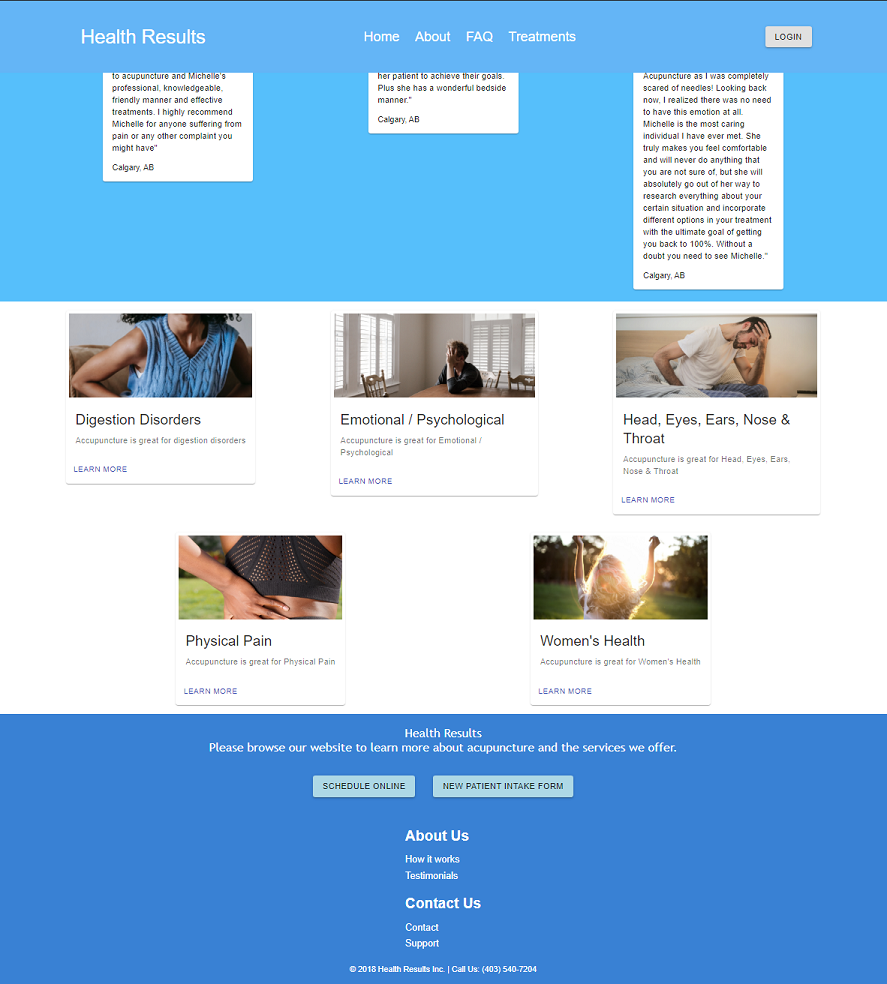 Health Results
Home About FAQ Treatments
LOGIN
to acupuncture and Michelle's
professional, knowledgeable,
friendly manner and effective
treatments. I highly recommend
Michelle for anyone suffering from
pain or any other complaint you
might have"
Calgary, AB
her patient to achieve their goals.
Plus she has a wonderful bedside
manner."
Calgary, AB
Acupuncture as I was completely
scared of needles! Looking back
now, I realized there was no need
to have this emotion at all.
Michelle is the most caring
individual I have ever met. She
truly makes you feel comfortable
and will never do anything that
you are not sure of, but she will
absolutely go out of her way to
research everything about your
certain situation and incorporate
different options in your treatment
with the ultimate goal of getting
you back to 100%. Without a
doubt you need to see Michelle."
Calgary, AB
Digestion Disorders
Accupuncture is great for digestion disorders
LEARN MORE
Emotional / Psychological
Accupuncture is great for Emotional /
Psychological
LEARN MORE
Head, Eyes, Ears, Nose &
Throat
Accupuncture is great for Head, Eyes, Ears,
Nose & Throat
LEARN MORE
Physical Pain
Accupuncture is great for Physical Pain
LEARN MORE
Women's Health
Accupuncture is great for Women's Health
LEARN MORE
Health Results
Please browse our website to learn more about acupuncture and the services we offer.
SCHEDULE ONLINE
NEW PATIENT INTAKE FORM
About Us
How it works
Testimonials
Contact Us
Contact
Support
© 2018 Health Results Inc. | Call Us: (403) 540-7204